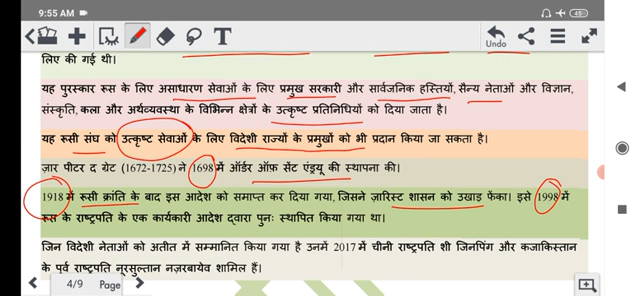 9:55 AM
45
Undo
लिए की गई थी।
यह पुरस्कार रूस के लिए असाधारण सेवाओं के लिए प्रमुख सरकारी और सार्वजनिक हस्तियों, सैन्य नेताओं और विज्ञान,
संस्कृति, कला और अर्थव्यवस्था के विभिन्न क्षेत्रों के उत्कृष्ट प्रतिनिधियों को दिया जाता है।
यह रूसी संघ को उत्कृष्ट सेवाओं के लिए विदेशी राज्यों के प्रमुखों को भी प्रदान किया जा सकता है।
ज़ार पीटर द ग्रेट (1672-1725) ने 1698 में ऑर्डर ऑफ़ सेंट एंड्रयू की स्थापना की।
1918 में रूसी क्रांति के बाद इस आदेश को समाप्त कर दिया गया, जिसने ज़ारिस्ट शासन को उखाड़ फेंका। इसे 1998 में
रूस के राष्ट्रपति के एक कार्यकारी आदेश द्वारा पुनः स्थापित किया गया था।
जिन विदेशी नेताओं को अतीत में सम्मानित किया गया है उनमें 2017 में चीनी राष्ट्रपति शी जिनपिंग और कजाकिस्तान
के पूर्व राष्ट्रपति नूरसुल्तान नज़रबायेव शामिल हैं।
4/9 Page